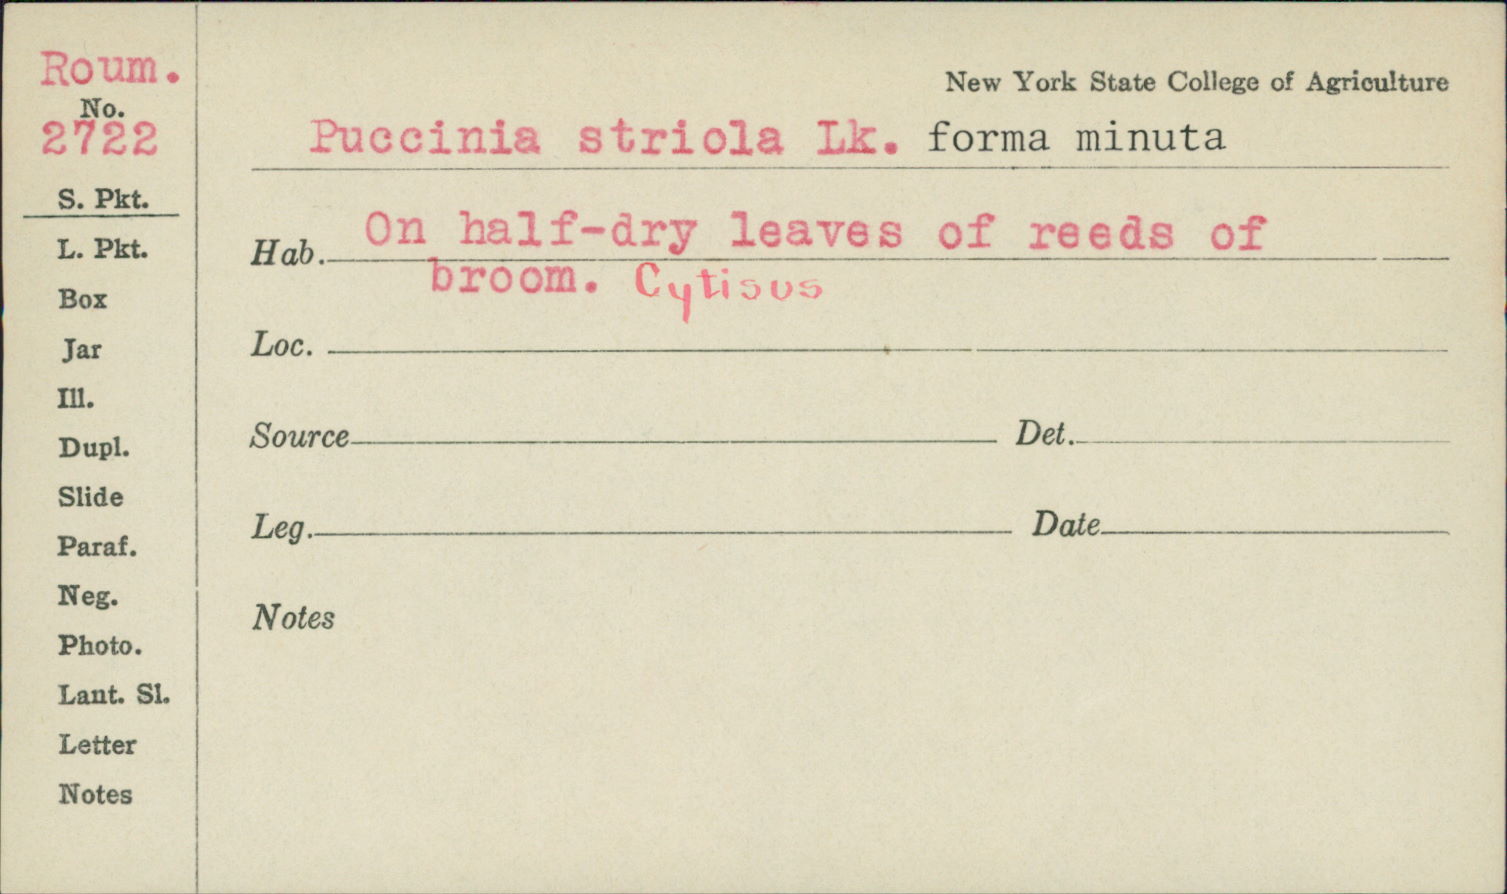 Roum.
No.
2722
S. Pkt.
L. Pkt.
Box
Jar
Ill.
Dupl.
Slide
Paraf.
Neg.
Photo.
Lant. Sl.
Letter
Notes
New York State College of Agriculture
Puccinia striola Lk. forma minuta
Hab. On half-dry leaves of reeds of
broom. Cytisus
Loc.
Source Det.
Leg. Date
Notes